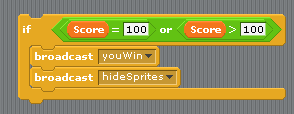 if Score = 100 or Score > 100
broadcast youWin
broadcast hideSprites